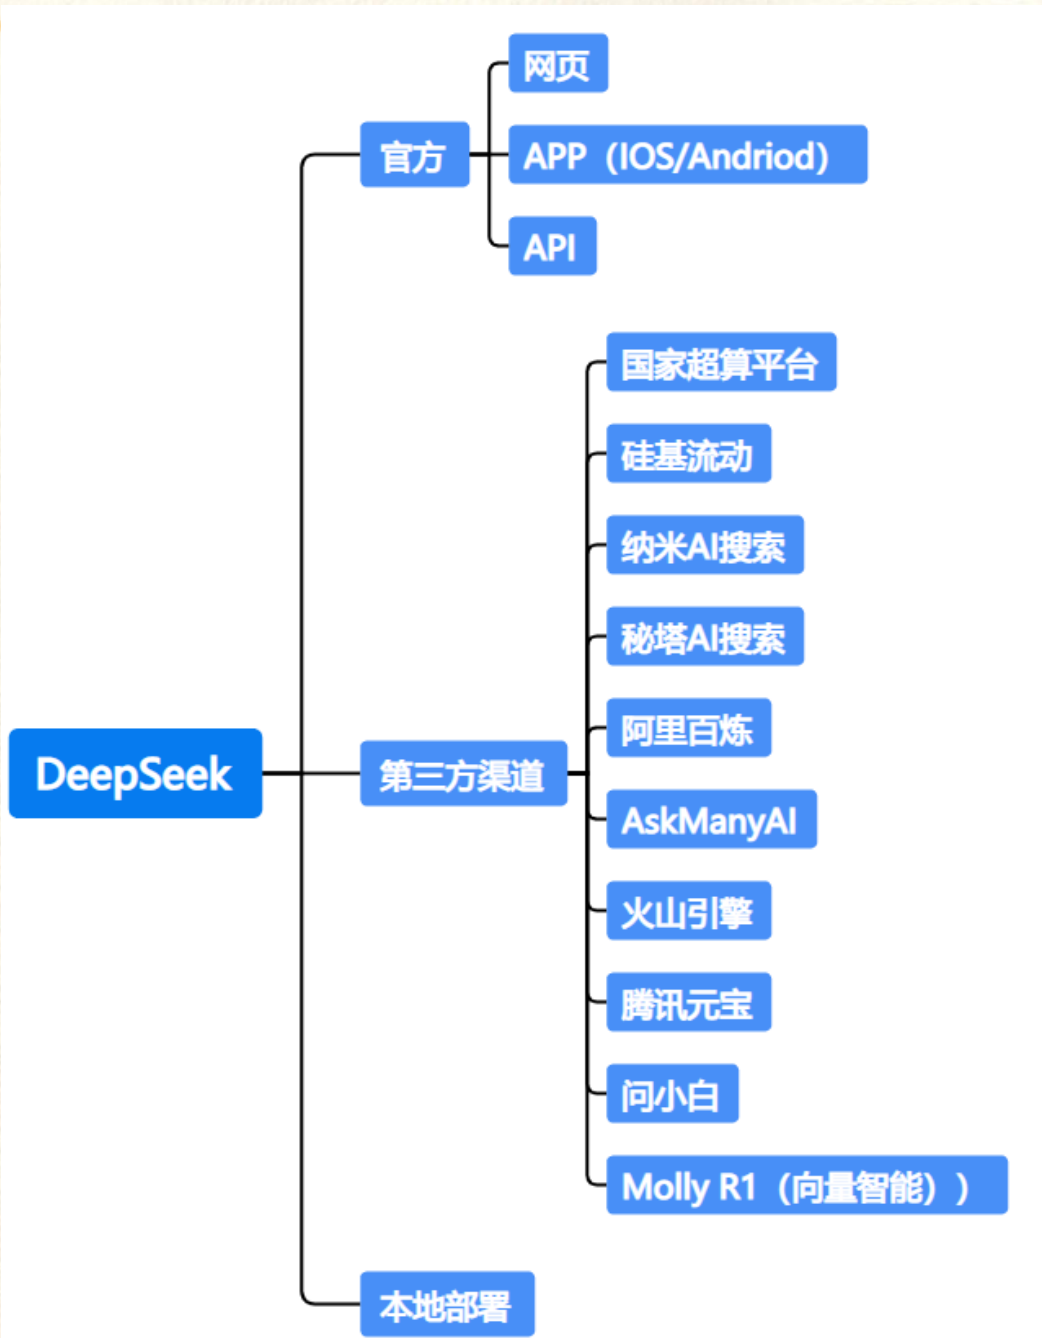 网页
官方
APP（IOS/Andriod）
API
国家超算平台
硅基流动
纳米AI搜索
秘塔AI搜索
阿里百炼
DeepSeek
第三方渠道
AskManyAI
火山引擎
腾讯元宝
问小白
Molly R1（向量智能））
本地部署